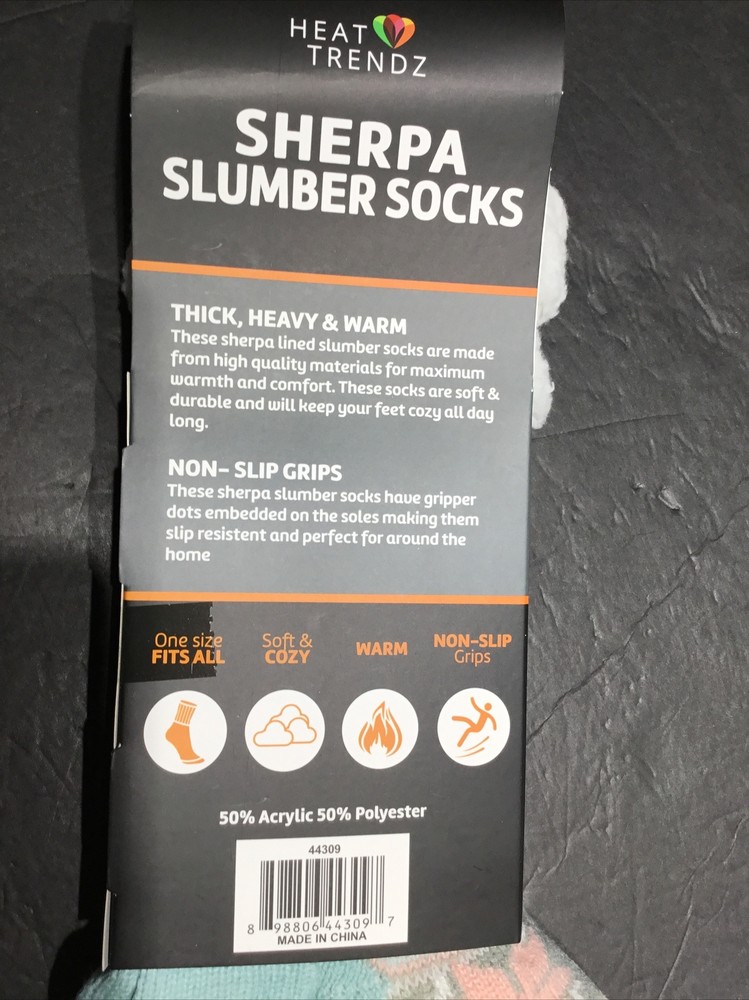 HEAT
TRENDZ
SHERPA
SLUMBER SOCKS
THICK, HEAVY & WARM
These sherpa lined slumber socks are made
from high quality materials for maximum
warmth and comfort. These socks are soft &
durable and will keep your feet cozy all day
long.
NON- SLIP GRIPS
These sherpa slumber socks have gripper
dots embedded on the soles making them
slip resistent and perfect for around the
home
One size
FITS ALL
Soft &
COZY
WARM
NON-SLIP
Grips
50% Acrylic 50% Polyester
44309
8 98806 44309 7
MADE IN CHINA